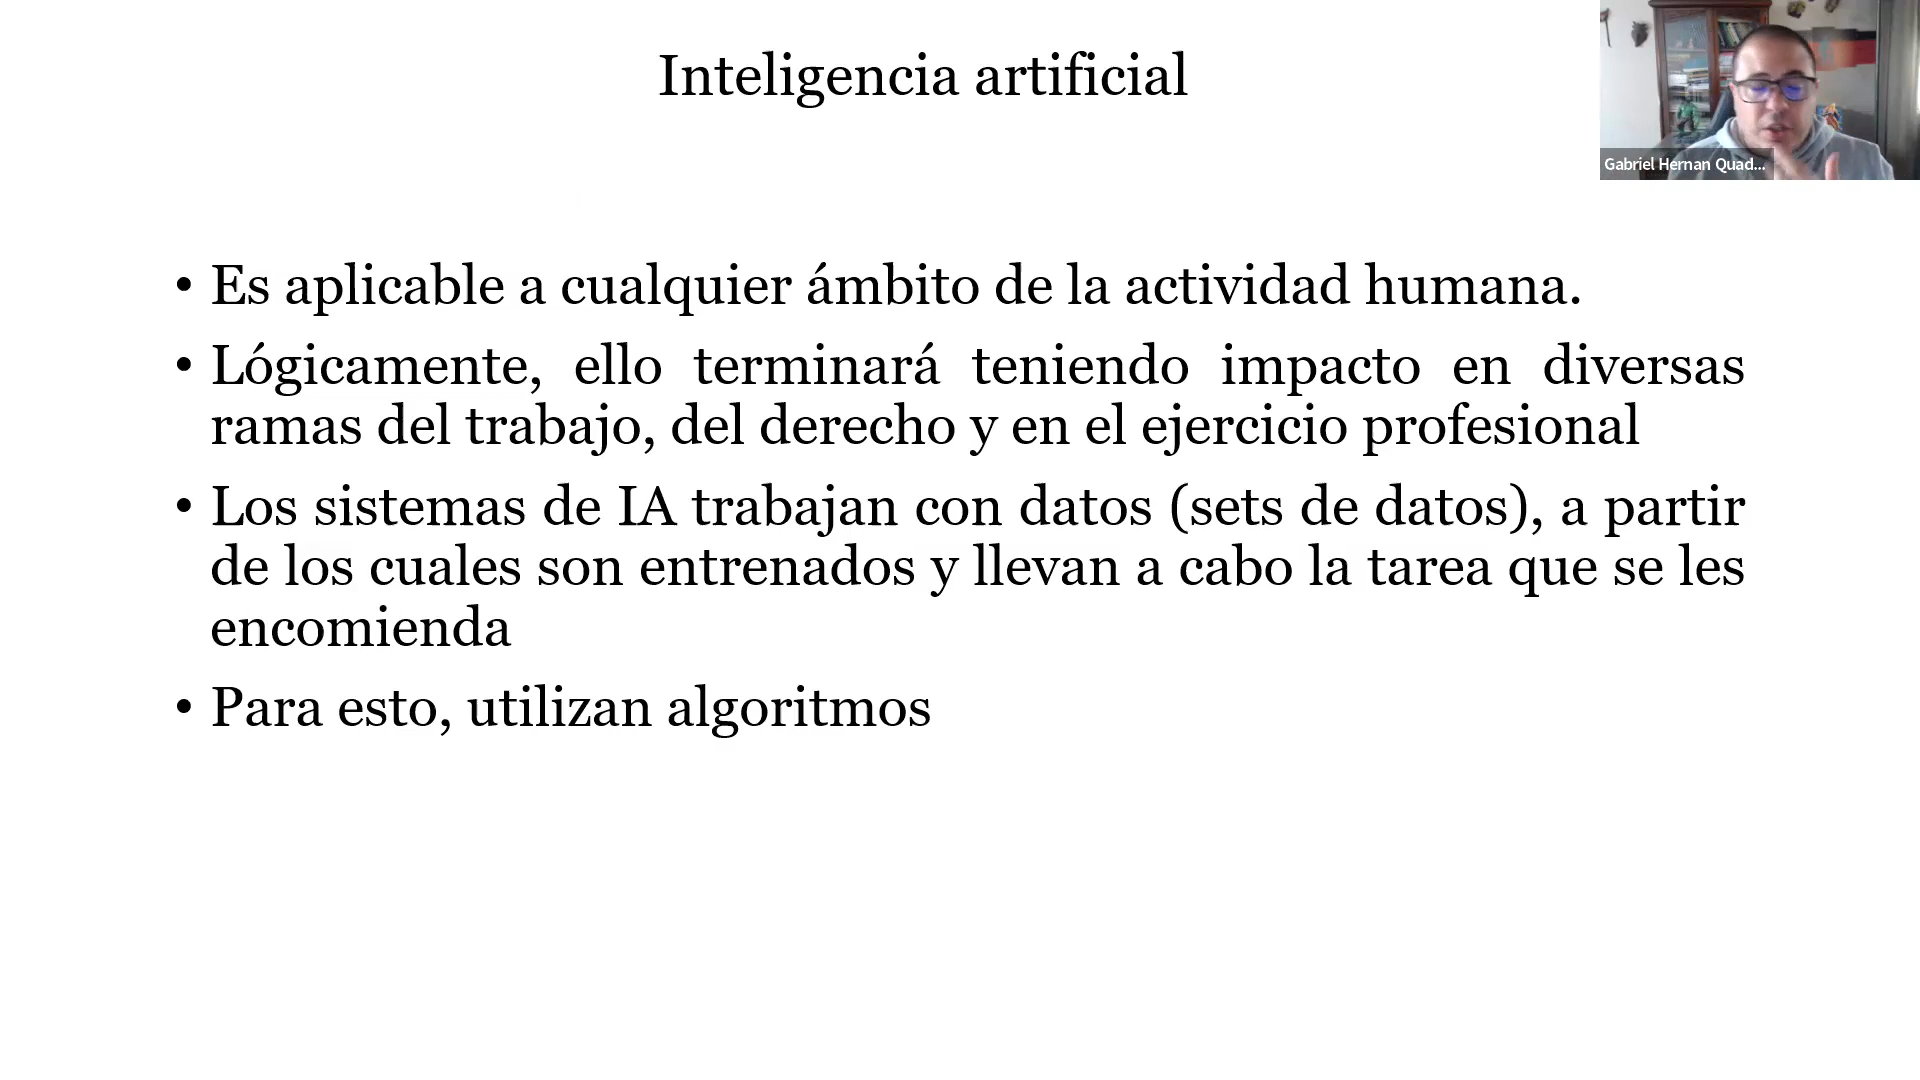 Inteligencia artificial
Gabriel Hernan Quad...
• Es aplicable a cualquier ámbito de la actividad humana.
• Lógicamente, ello terminará teniendo impacto en diversas
ramas del trabajo, del derecho y en el ejercicio profesional
• Los sistemas de IA trabajan con datos (sets de datos), a partir
de los cuales son entrenados y llevan a cabo la tarea que se les
encomienda
• Para esto, utilizan algoritmos